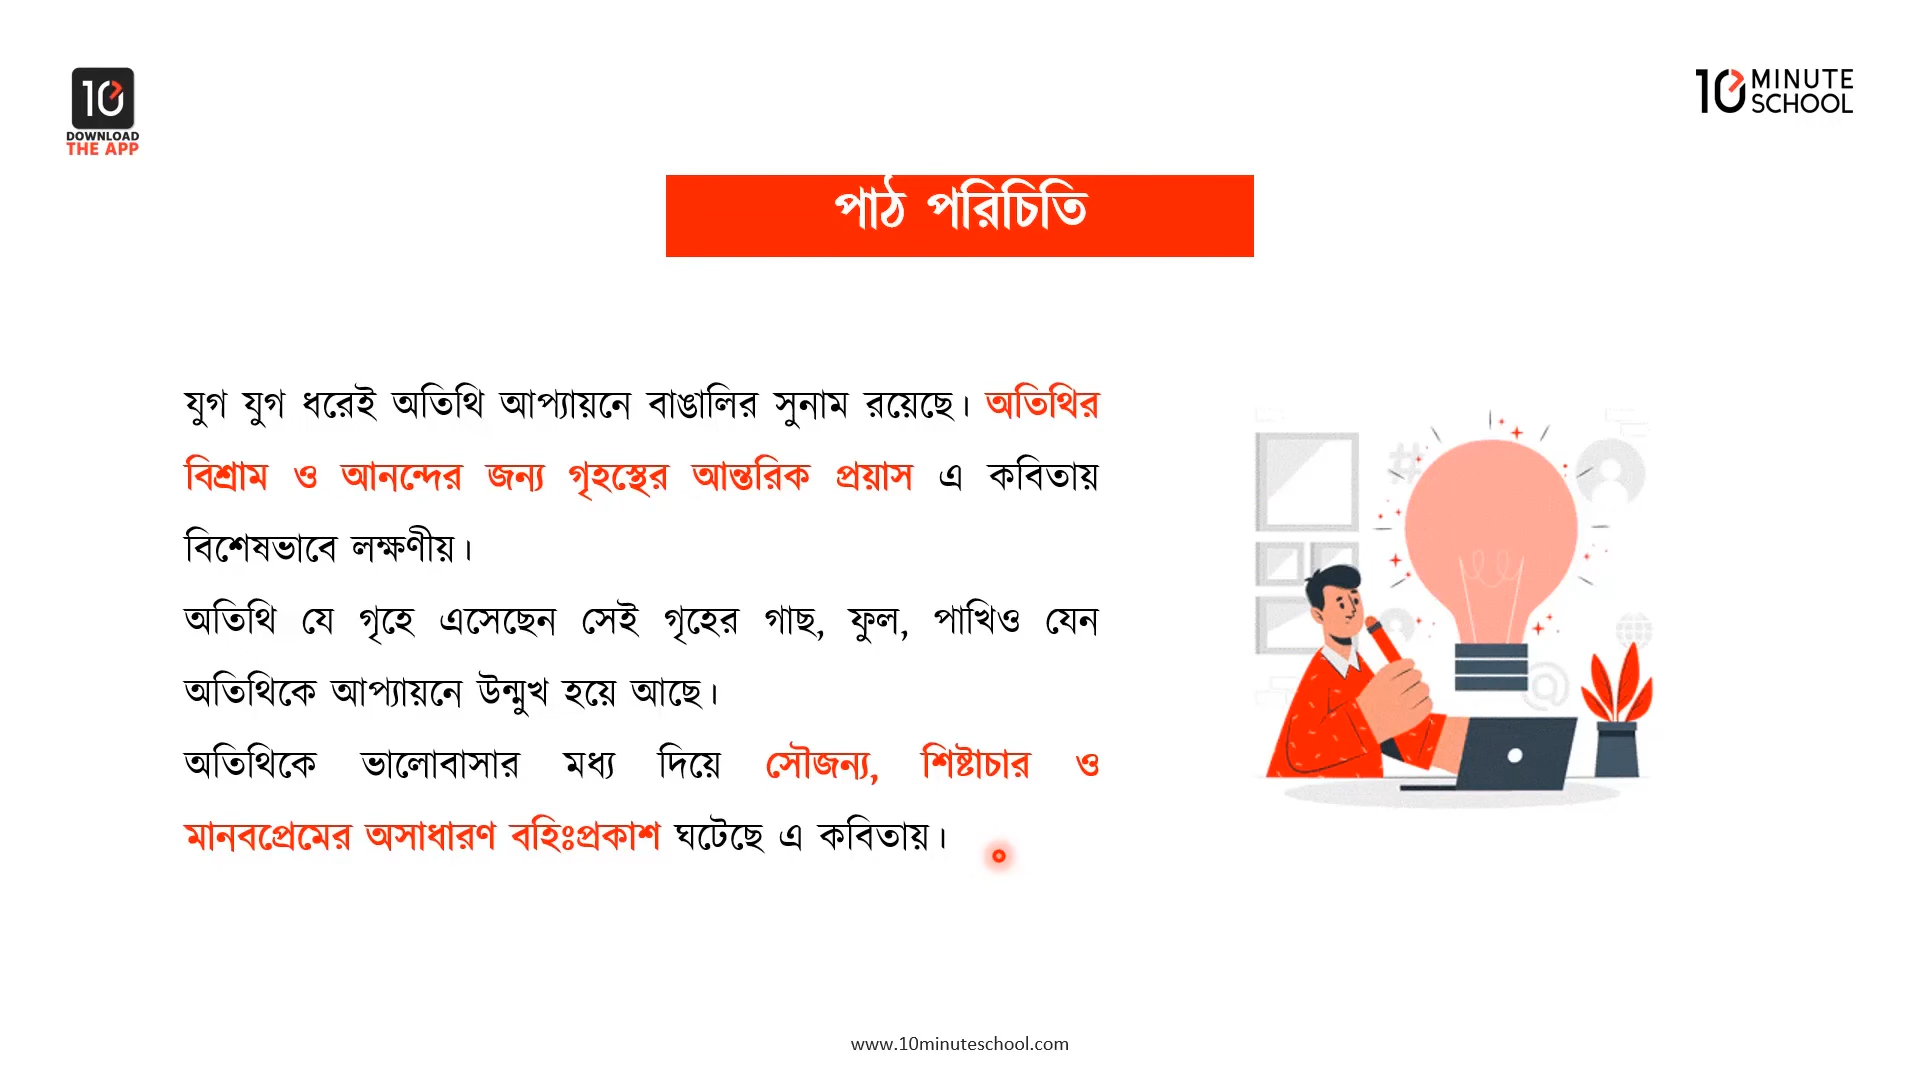 10
DOWNLOAD
THE APP
10 MINUTE
SCHOOL
পাঠ পরিচিতি
যুগ যুগ ধরেই অতিথি আপ্যায়নে বাঙালির সুনাম রয়েছে। অতিথির
বিশ্রাম ও আনন্দের জন্য গৃহস্থের আন্তরিক প্রয়াস এ কবিতায়
বিশেষভাবে লক্ষণীয়।
অতিথি যে গৃহে এসেছেন সেই গৃহের গাছ, ফুল, পাখিও যেন
অতিথিকে আপ্যায়নে উন্মুখ হয়ে আছে।
অতিথিকে ভালোবাসার মধ্য দিয়ে সৌজন্য, শিষ্টাচার ও
মানবপ্রেমের অসাধারণ বহিঃপ্রকাশ ঘটেছে এ কবিতায়।
www.10minuteschool.com